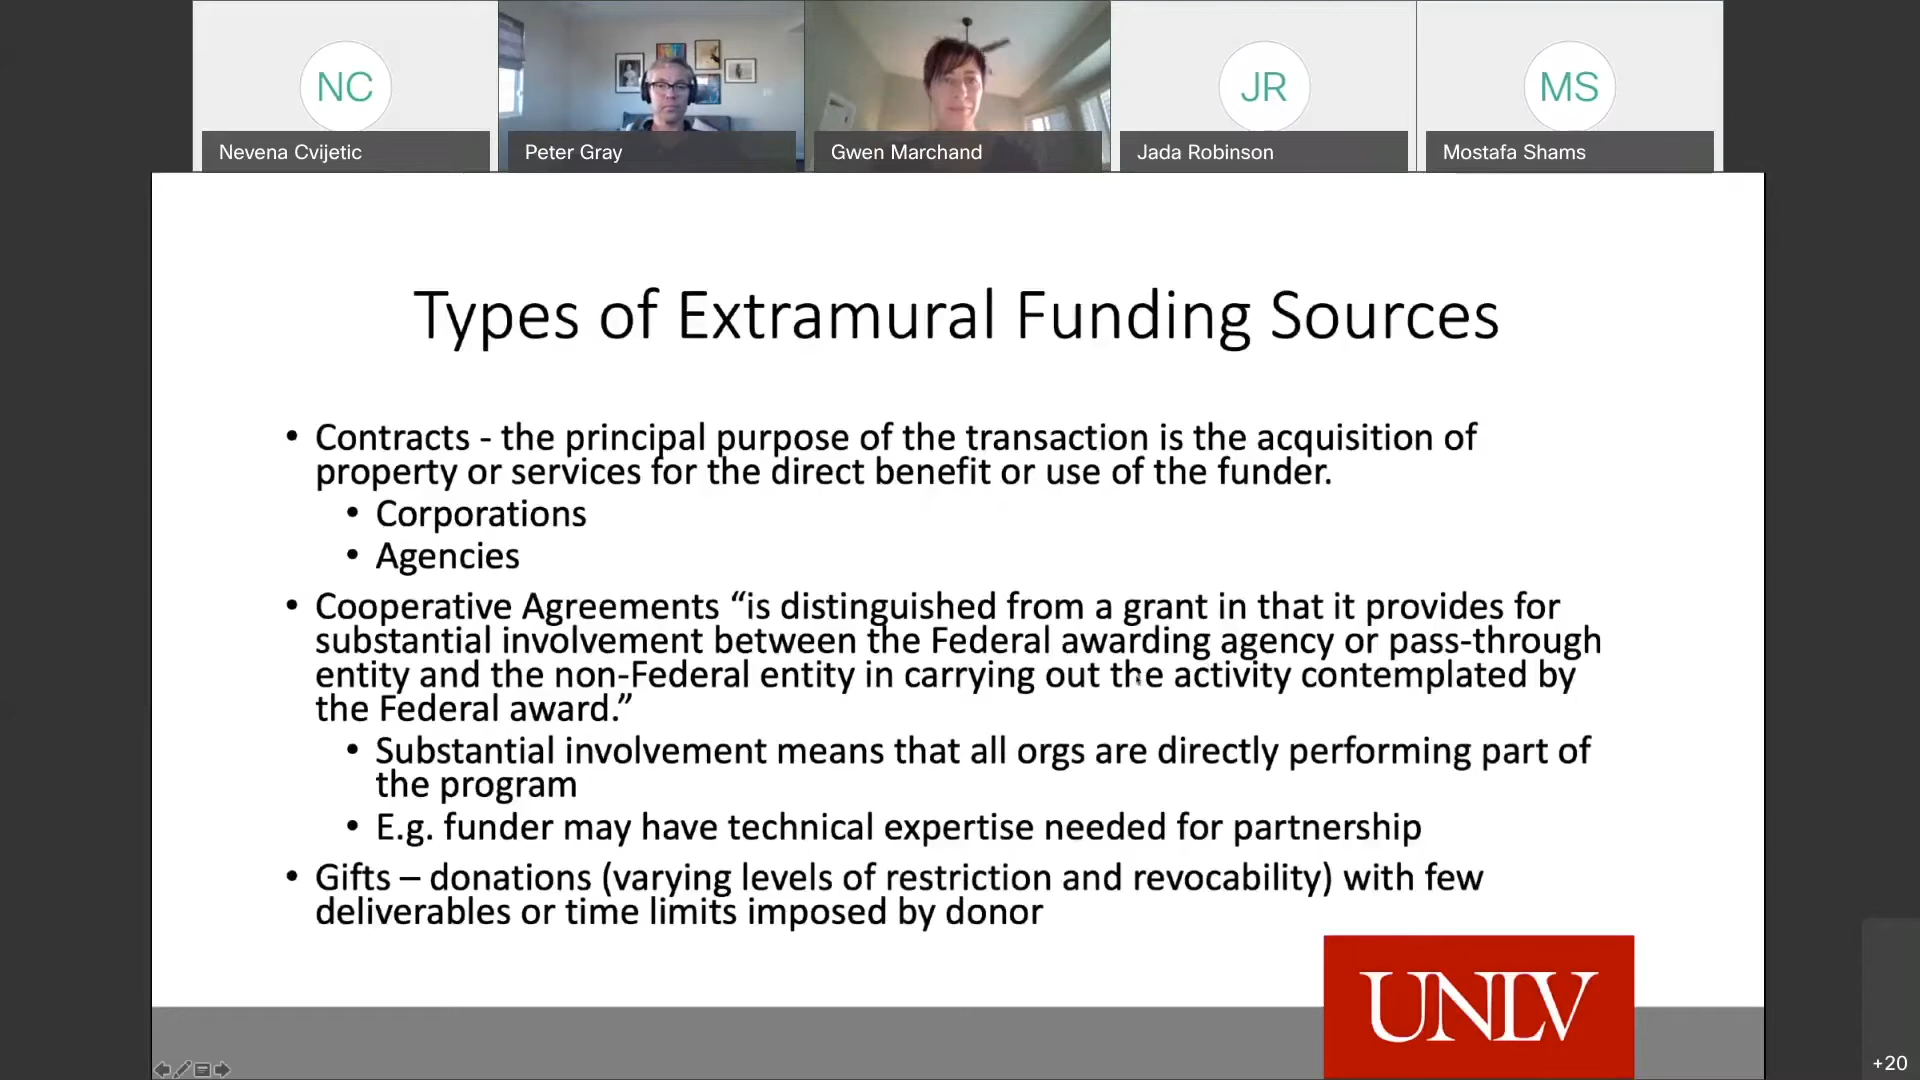 NC
JR
MS
Nevena Cvijetic
Peter Gray
Gwen Marchand
Jada Robinson
Mostafa Shams
Types of Extramural Funding Sources
• Contracts - the principal purpose of the transaction is the acquisition of
property or services for the direct benefit or use of the funder.
• Corporations
• Agencies
• Cooperative Agreements “is distinguished from a grant in that it provides for
substantial involvement between the Federal awarding agency or pass-through
entity and the non-Federal entity in carrying out the activity contemplated by
the Federal award.”
• Substantial involvement means that all orgs are directly performing part of
the program
• E.g. funder may have technical expertise needed for partnership
• Gifts – donations (varying levels of restriction and revocability) with few
deliverables or time limits imposed by donor
UNLV
+20